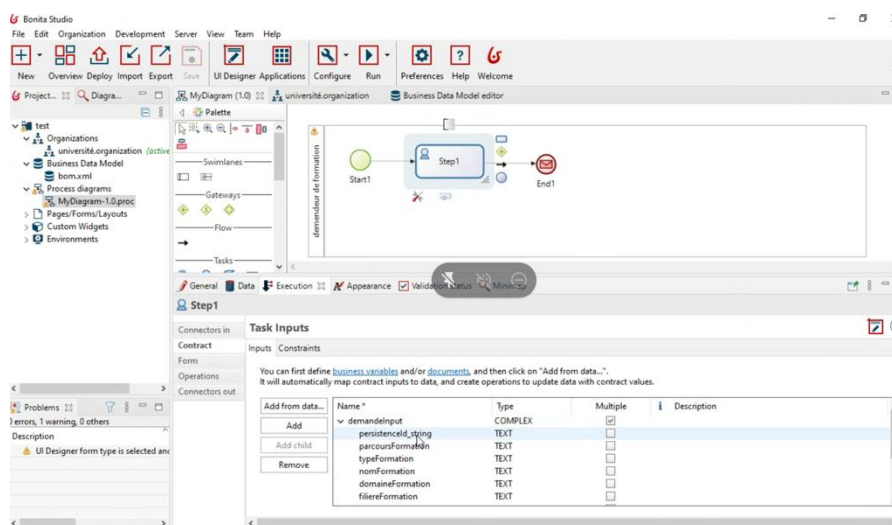 Bonita Studio
File Edit Organization Development Server View Team Help
New Overview Deploy Import Export Save UI Designer Applications Configure Run Preferences Help Welcome
Project... Diagra...
MyDiagram (1.0) université.organization Business Data Model editor
test
Organizations
université.organization (active
Business Data Model
bom.xml
Process diagrams
MyDiagram-1.0.proc
Pages/Forms/Layouts
Custom Widgets
Environments
Palette
Swimlanes
Gateways
Flow
Tasks
demendeur de formation
Start1
Step1
End1
General Data Execution Appearance Validation status Minimap
Step1
Connectors in
Contract
Form
Operations
Connectors out
Task Inputs
Inputs Constraints
You can first define business variables and/or documents, and then click on "Add from data...".
It will automatically map contract inputs to data, and create operations to update data with contract values.
Add from data...
Add
Add child
Remove
Name * Type Multiple Description
demandeInput COMPLEX
persistenceId_string TEXT
parcoursFormation TEXT
typeFormation TEXT
nomFormation TEXT
domaineFormation TEXT
filiereFormation TEXT
Problems
errors, 1 warning, 0 others
Description
UI Designer form type is selected and